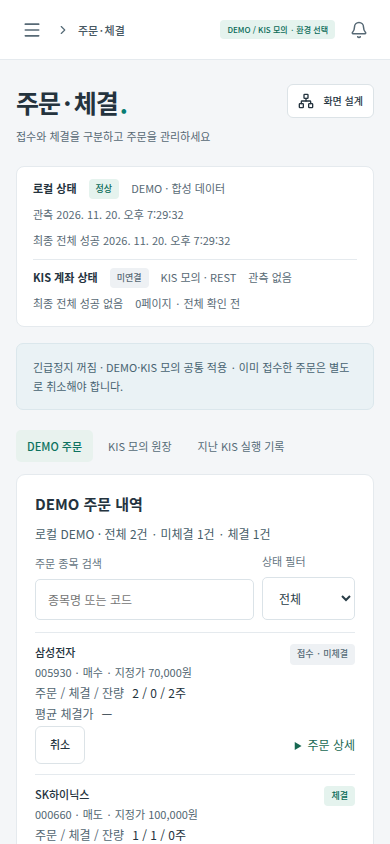 주문·체결
DEMO / KIS 모의 · 환경 선택
주문·체결.
화면 설계
접수와 체결을 구분하고 주문을 관리하세요
로컬 상태 정상 DEMO · 합성 데이터
관측 2026. 11. 20. 오후 7:29:32
최종 전체 성공 2026. 11. 20. 오후 7:29:32
KIS 계좌 상태 미연결 KIS 모의 · REST 관측 없음
최종 전체 성공 없음 0페이지 · 전체 확인 전
긴급정지 꺼짐 · DEMO·KIS 모의 공통 적용 · 이미 접수한 주문은 별도
로 취소해야 합니다.
DEMO 주문 KIS 모의 원장 지난 KIS 실행 기록
DEMO 주문 내역
로컬 DEMO · 전체 2건 · 미체결 1건 · 체결 1건
주문 종목 검색 상태 필터
종목명 또는 코드 전체
삼성전자 접수 · 미체결
005930 · 매수 · 지정가 70,000원
주문 / 체결 / 잔량 2 / 0 / 2주
평균 체결가 —
취소 ▶ 주문 상세
SK하이닉스 체결
000660 · 매도 · 지정가 100,000원
주문 / 체결 / 잔량 1 / 1 / 0주